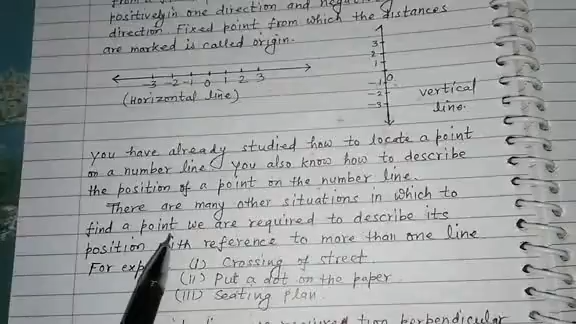 positively in one direction and
direction. Fixed point from which the distances
are marked is called origin.
-3 -2 -1 0 1 2 3
(Horizontal line)
3
2
1
0
-1
-2
-3
vertical
line.
you have already studied how to locate a point
on a number line. you also know how to describe
the position of a point on the number line.
There are many other situations in which to
find a point we are required to describe its
position with reference to more than one line
For exp
(I) Crossing of street
(II) Put a dot on the paper
(III) Seating plan.
perpendicular